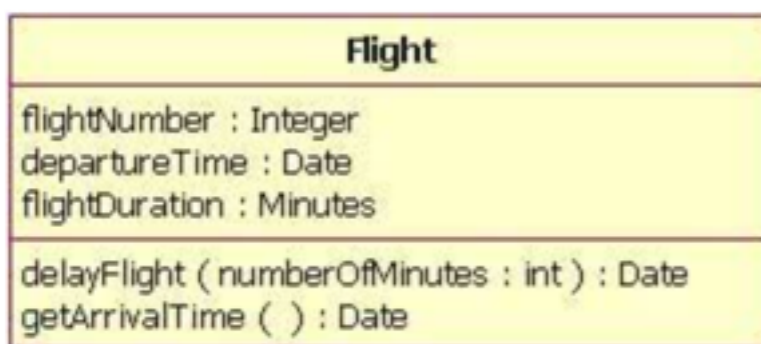 Flight
flightNumber : Integer
departureTime : Date
flightDuration : Minutes
delayFlight ( numberOfMinutes : int ) : Date
getArrivalTime ( ) : Date